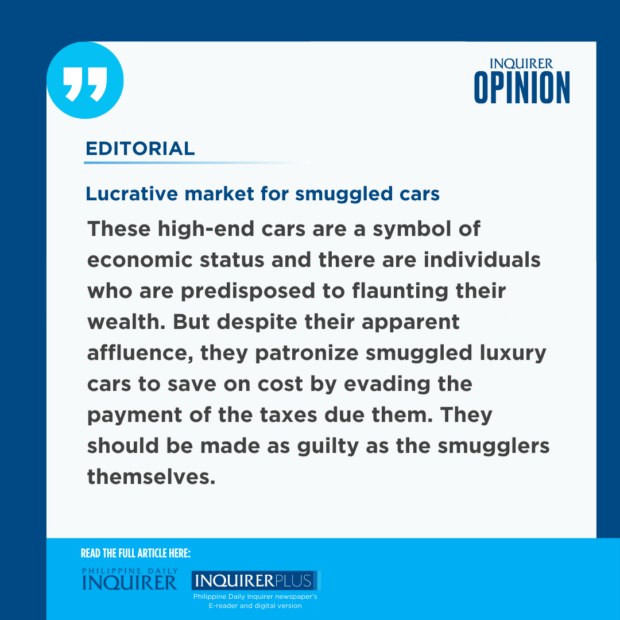 INQUIRER
OPINION
EDITORIAL
Lucrative market for smuggled cars
These high-end cars are a symbol of
economic status and there are individuals
who are predisposed to flaunting their
wealth. But despite their apparent
affluence, they patronize smuggled luxury
cars to save on cost by evading the
payment of the taxes due them. They
should be made as guilty as the smugglers
themselves.
READ THE FULL ARTICLE HERE:
PHILIPPINE DAILY
INQUIRER
INQUIRERPLUS
Philippine Daily Inquirer newspaper's
E-reader and digital version